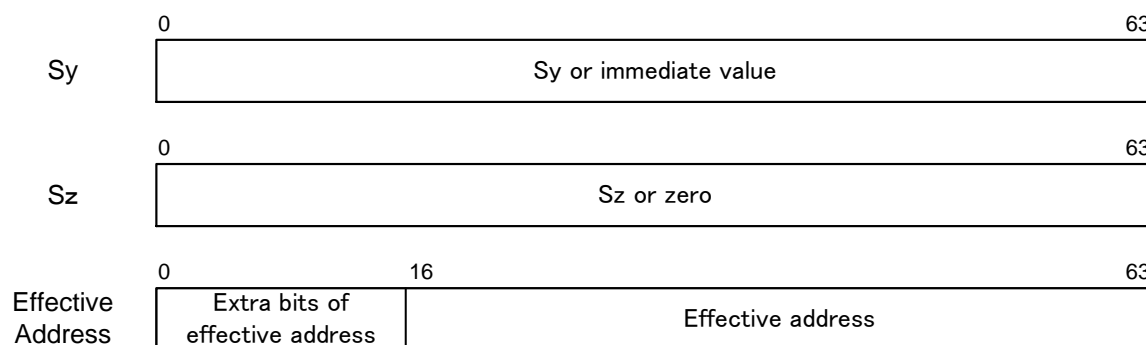 0 63
Sy Sy or immediate value
0 63
Sz Sz or zero
0 16 63
Effective Address Extra bits of effective address Effective address